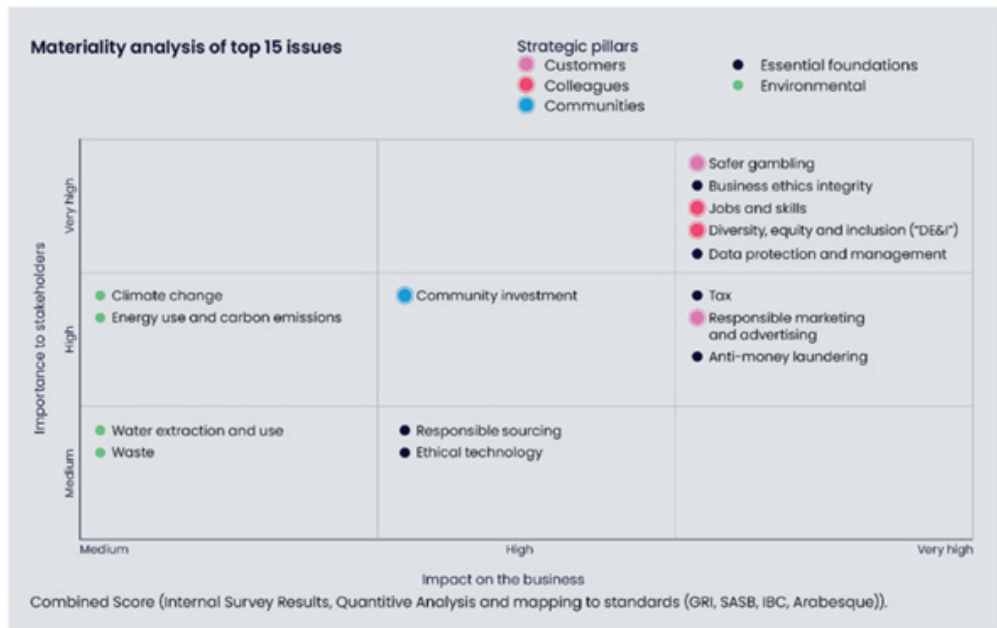 Materiality analysis of top 15 issues
Strategic pillars
Customers
Colleagues
Communities
Essential foundations
Environmental
Importance to stakeholders
Very high
High
Medium
Safer gambling
Business ethics integrity
Jobs and skills
Diversity, equity and inclusion ("DE&I")
Data protection and management
Climate change
Energy use and carbon emissions
Community investment
Tax
Responsible marketing
and advertising
Anti-money laundering
Water extraction and use
Waste
Responsible sourcing
Ethical technology
Medium
High
Very high
Impact on the business
Combined Score (Internal Survey Results, Quantitive Analysis and mapping to standards (GRI, SASB, IBC, Arabesque)).